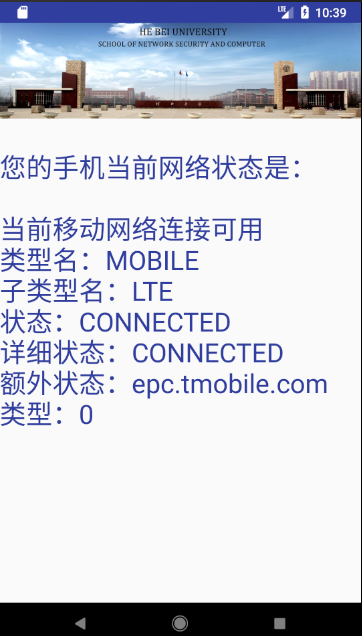 LTE 10:39
HE BEI UNIVERSITY
SCHOOL OF NETWORK SECURITY AND COMPUTER
您的手机当前网络状态是：
当前移动网络连接可用
类型名：MOBILE
子类型名：LTE
状态：CONNECTED
详细状态：CONNECTED
额外状态：epc.tmobile.com
类型：0